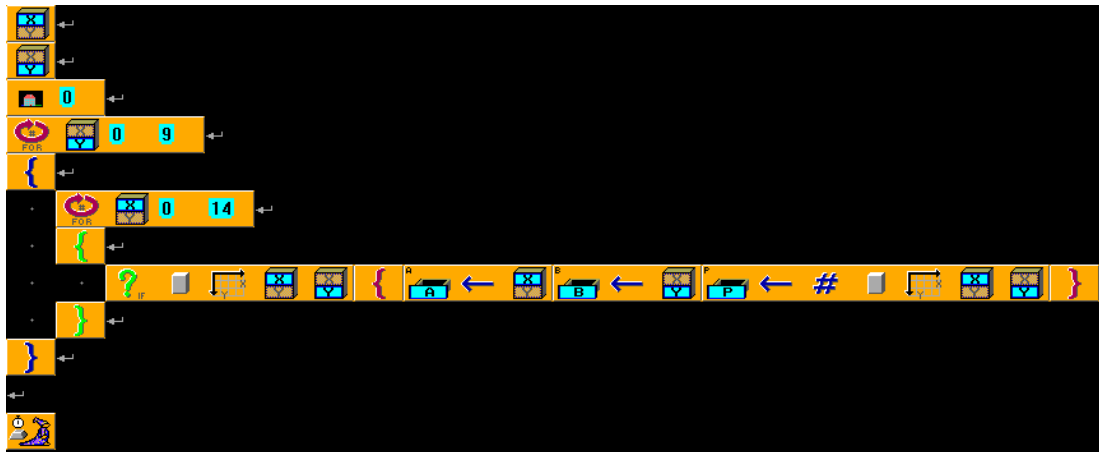 X Y
X Y
0
FOR X Y 0 9
{
FOR X Y 0 14
{
? IF Y X X Y X Y { A A ← X Y B B ← X Y P P ← # Y X X Y X Y }
}
}